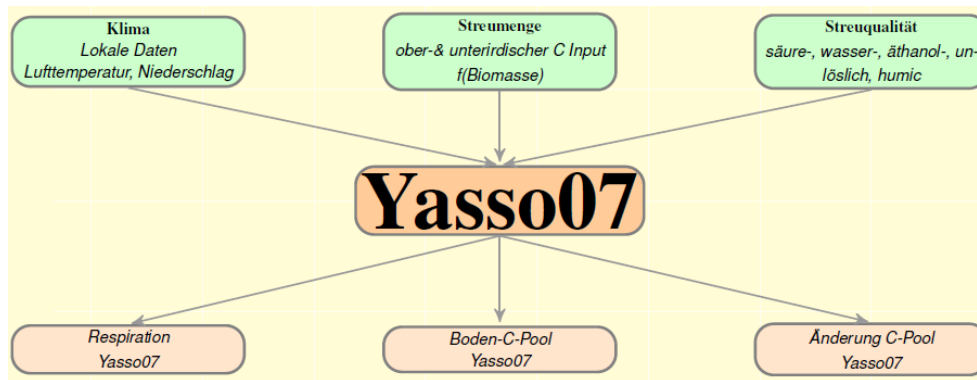 Klima
Lokale Daten
Lufttemperatur, Niederschlag
Streumenge
ober-& unterirdischer C Input
f(Biomasse)
Streuqualität
säure-, wasser-, äthanol-, un-
löslich, humic
Yasso07
Respiration
Yasso07
Boden-C-Pool
Yasso07
Änderung C-Pool
Yasso07